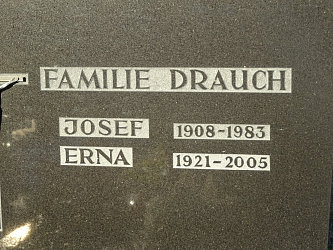 FAMILIE DRAUCH
JOSEF 1908-1983
ERNA 1921-2005